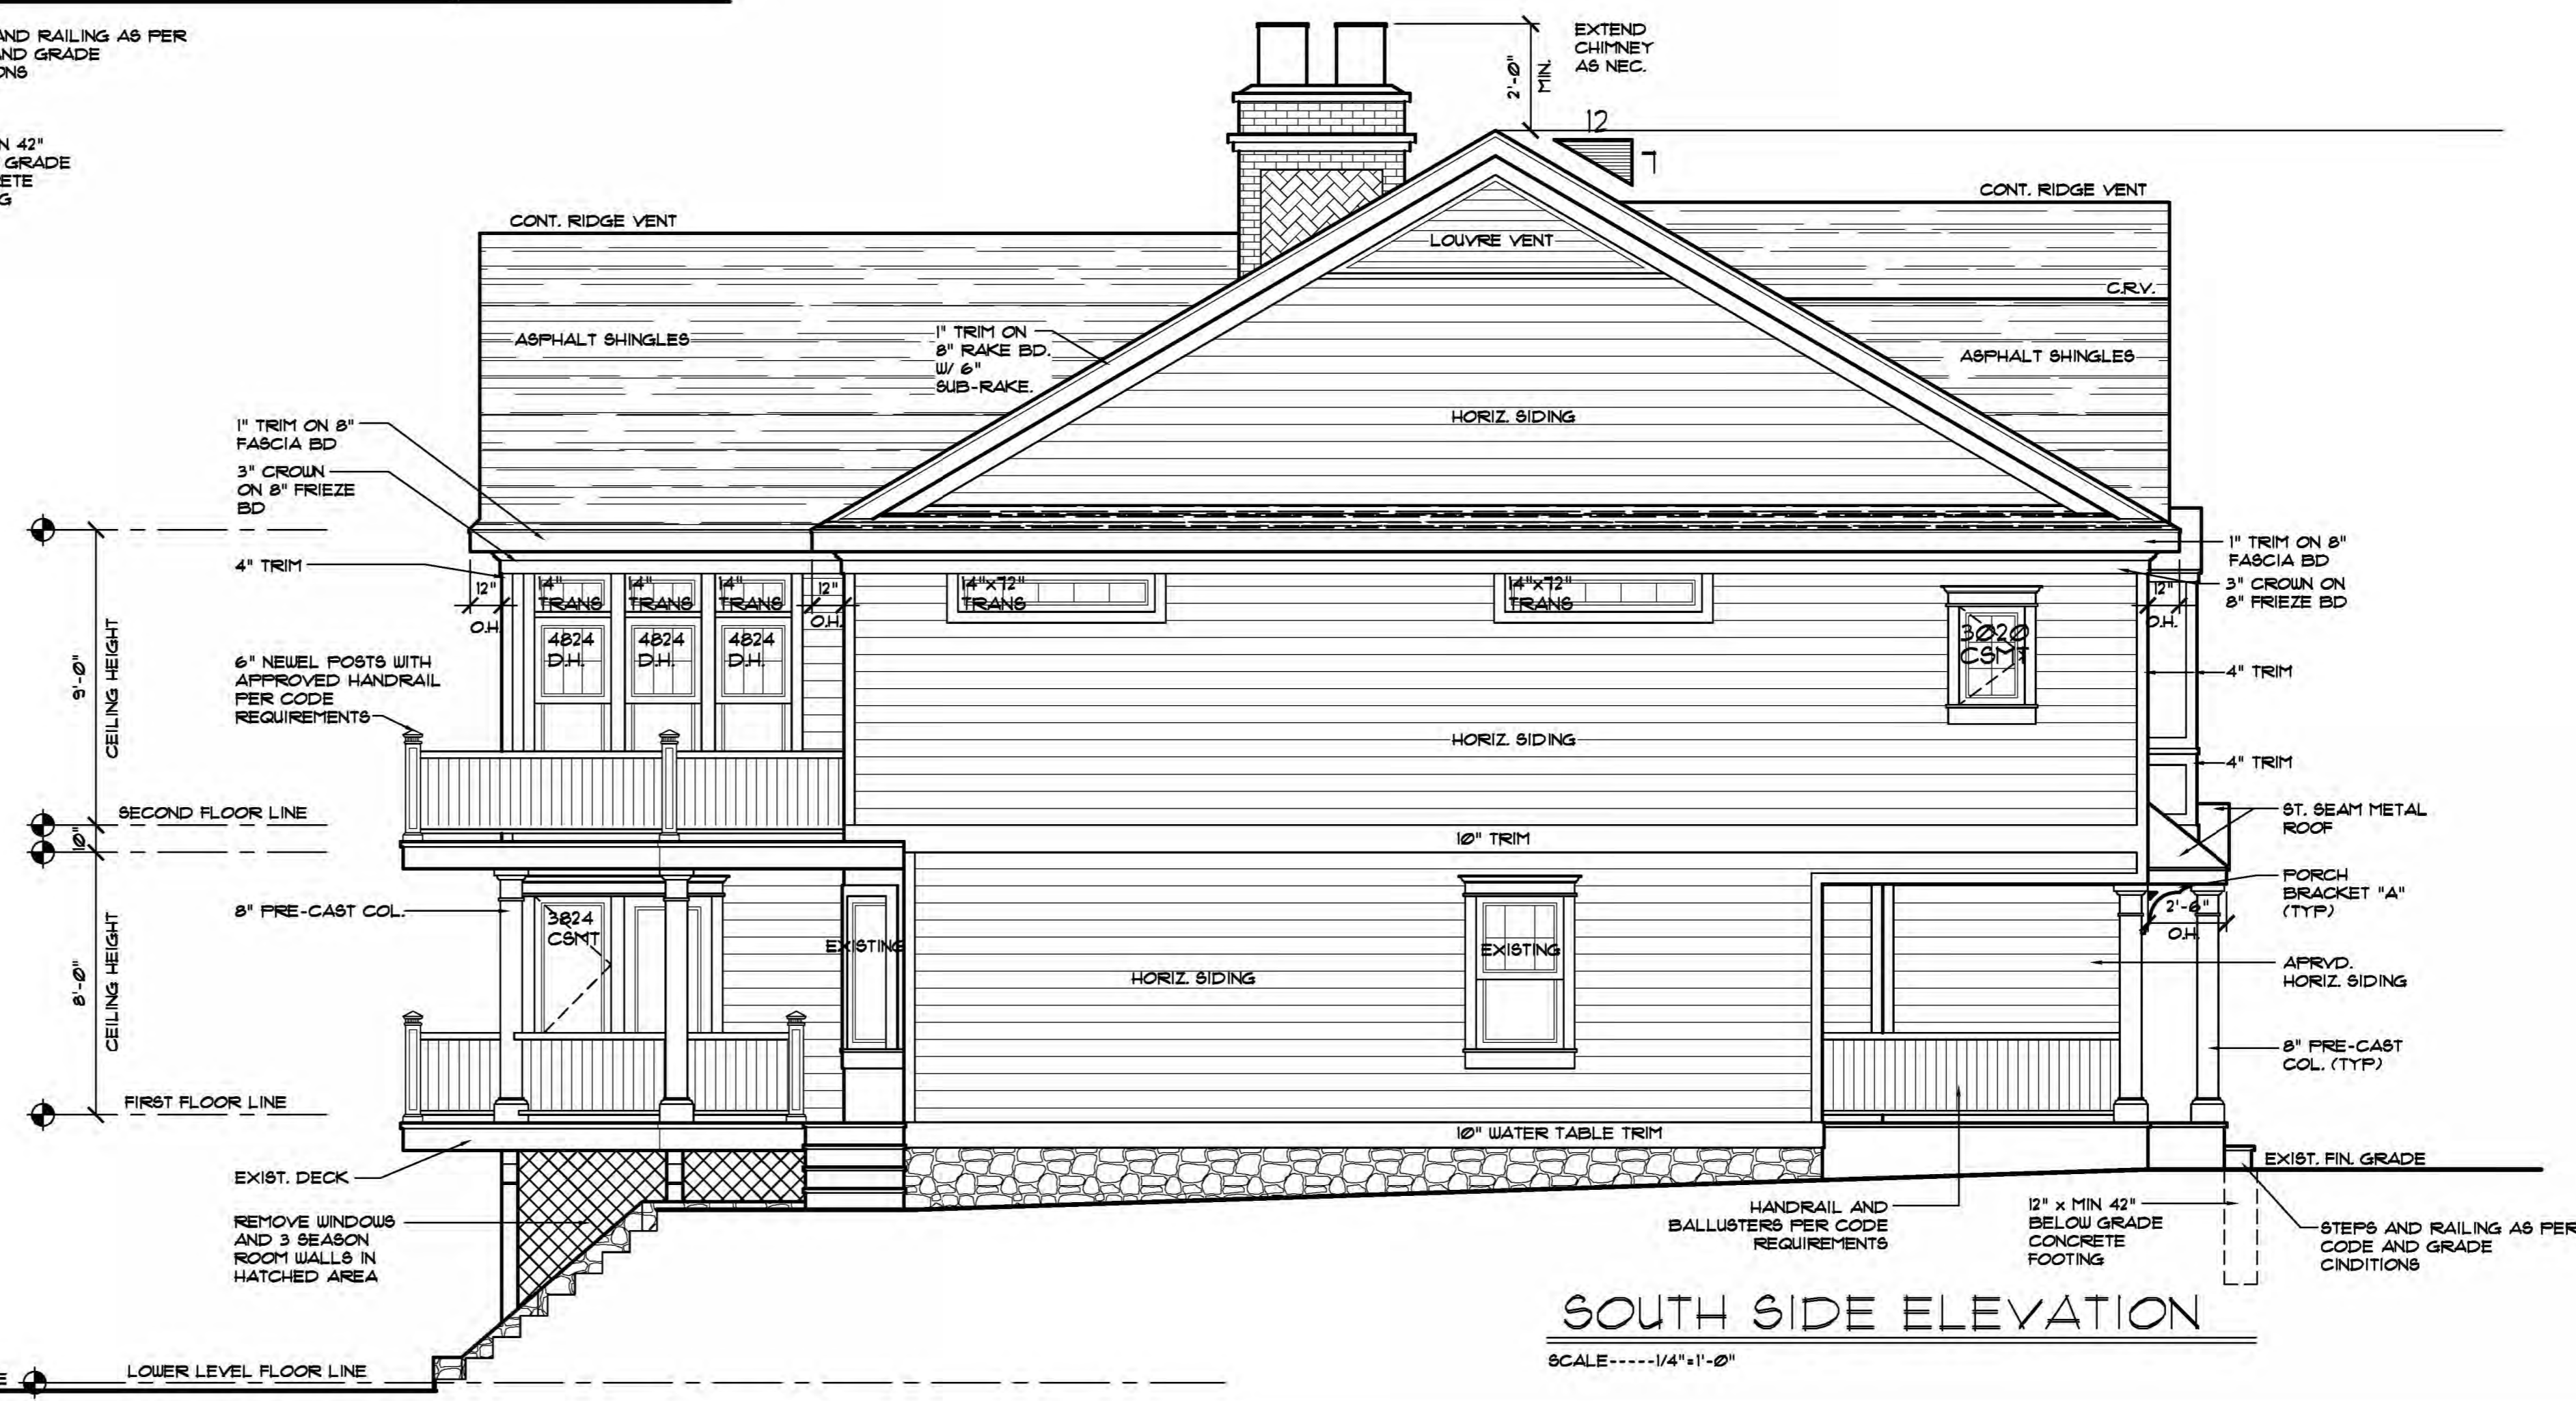 AND RAILING AS PER
AND GRADE
ONS
N 42"
GRADE
ETE
G
EXTEND
CHIMNEY
AS NEC.
2'-0"
MIN.
12
7
CONT. RIDGE VENT
CONT. RIDGE VENT
LOUVRE VENT
C.R.V.
ASPHALT SHINGLES
1" TRIM ON
8" RAKE BD.
W/ 6"
SUB-RAKE.
ASPHALT SHINGLES
HORIZ. SIDING
1" TRIM ON 8"
FASCIA BD
3" CROWN
ON 8" FRIEZE
BD
4" TRIM
12"
O.H.
14"
TRANS
14"
TRANS
14"
TRANS
12"
O.H.
14"x72"
TRANS
14"x72"
TRANS
1" TRIM ON 8"
FASCIA BD
3" CROWN ON
8" FRIEZE BD
12"
O.H.
4824
D.H.
4824
D.H.
4824
D.H.
3020
CSMT
9'-0"
CEILING HEIGHT
6" NEWEL POSTS WITH
APPROVED HANDRAIL
PER CODE
REQUIREMENTS
4" TRIM
HORIZ. SIDING
4" TRIM
SECOND FLOOR LINE
10"
10" TRIM
ST. SEAM METAL
ROOF
8'-0"
CEILING HEIGHT
8" PRE-CAST COL.
3824
CSMT
EXISTING
HORIZ. SIDING
EXISTING
PORCH
BRACKET "A"
(TYP)
2'-6"
O.H.
APRVD.
HORIZ. SIDING
8" PRE-CAST
COL. (TYP)
FIRST FLOOR LINE
10" WATER TABLE TRIM
EXIST. DECK
EXIST. FIN. GRADE
REMOVE WINDOWS
AND 3 SEASON
ROOM WALLS IN
HATCHED AREA
HANDRAIL AND
BALLUSTERS PER CODE
REQUIREMENTS
12" x MIN 42"
BELOW GRADE
CONCRETE
FOOTING
STEPS AND RAILING AS PER
CODE AND GRADE
CINDITIONS
SOUTH SIDE ELEVATION
SCALE-----1/4"=1'-0"
E
LOWER LEVEL FLOOR LINE